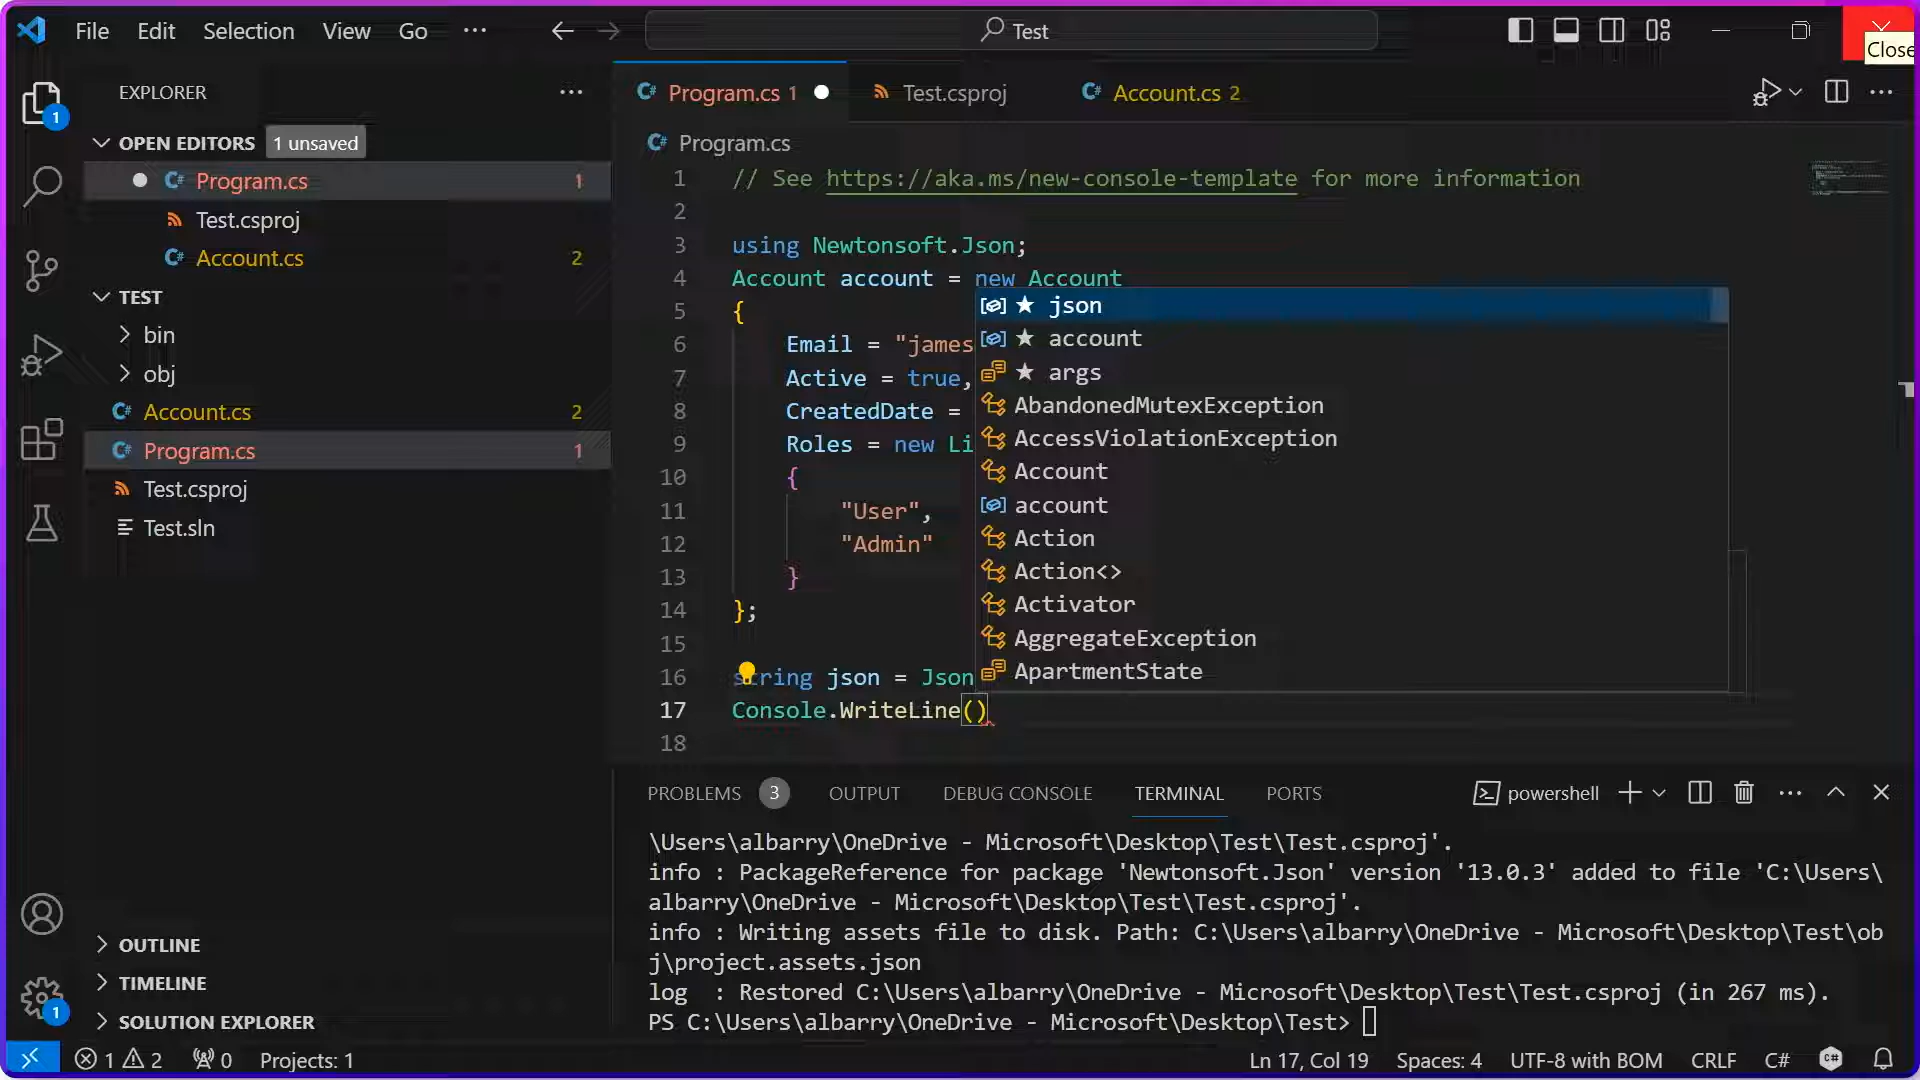 File Edit Selection View Go ··· Test
Close
EXPLORER ···
OPEN EDITORS 1 unsaved
Program.cs 1
Test.csproj
Account.cs 2
TEST
bin
obj
Account.cs 2
Program.cs 1
Test.csproj
Test.sln
OUTLINE
TIMELINE
SOLUTION EXPLORER
Program.cs 1 Test.csproj Account.cs 2
Program.cs
1 // See https://aka.ms/new-console-template for more information
2
3 using Newtonsoft.Json;
4 Account account = new Account
5 {
6 Email = "james
7 Active = true,
8 CreatedDate =
9 Roles = new Li
10 {
11 "User",
12 "Admin"
13 }
14 };
15
16 string json = Json
17 Console.WriteLine()
18
json
account
args
AbandonedMutexException
AccessViolationException
Account
account
Action
Action<>
Activator
AggregateException
ApartmentState
PROBLEMS 3 OUTPUT DEBUG CONSOLE TERMINAL PORTS powershell
\Users\albarry\OneDrive - Microsoft\Desktop\Test\Test.csproj'.
info : PackageReference for package 'Newtonsoft.Json' version '13.0.3' added to file 'C:\Users\
albarry\OneDrive - Microsoft\Desktop\Test\Test.csproj'.
info : Writing assets file to disk. Path: C:\Users\albarry\OneDrive - Microsoft\Desktop\Test\ob
j\project.assets.json
log  : Restored C:\Users\albarry\OneDrive - Microsoft\Desktop\Test\Test.csproj (in 267 ms).
PS C:\Users\albarry\OneDrive - Microsoft\Desktop\Test>
1 2 0 Projects: 1 Ln 17, Col 19 Spaces: 4 UTF-8 with BOM CRLF C#